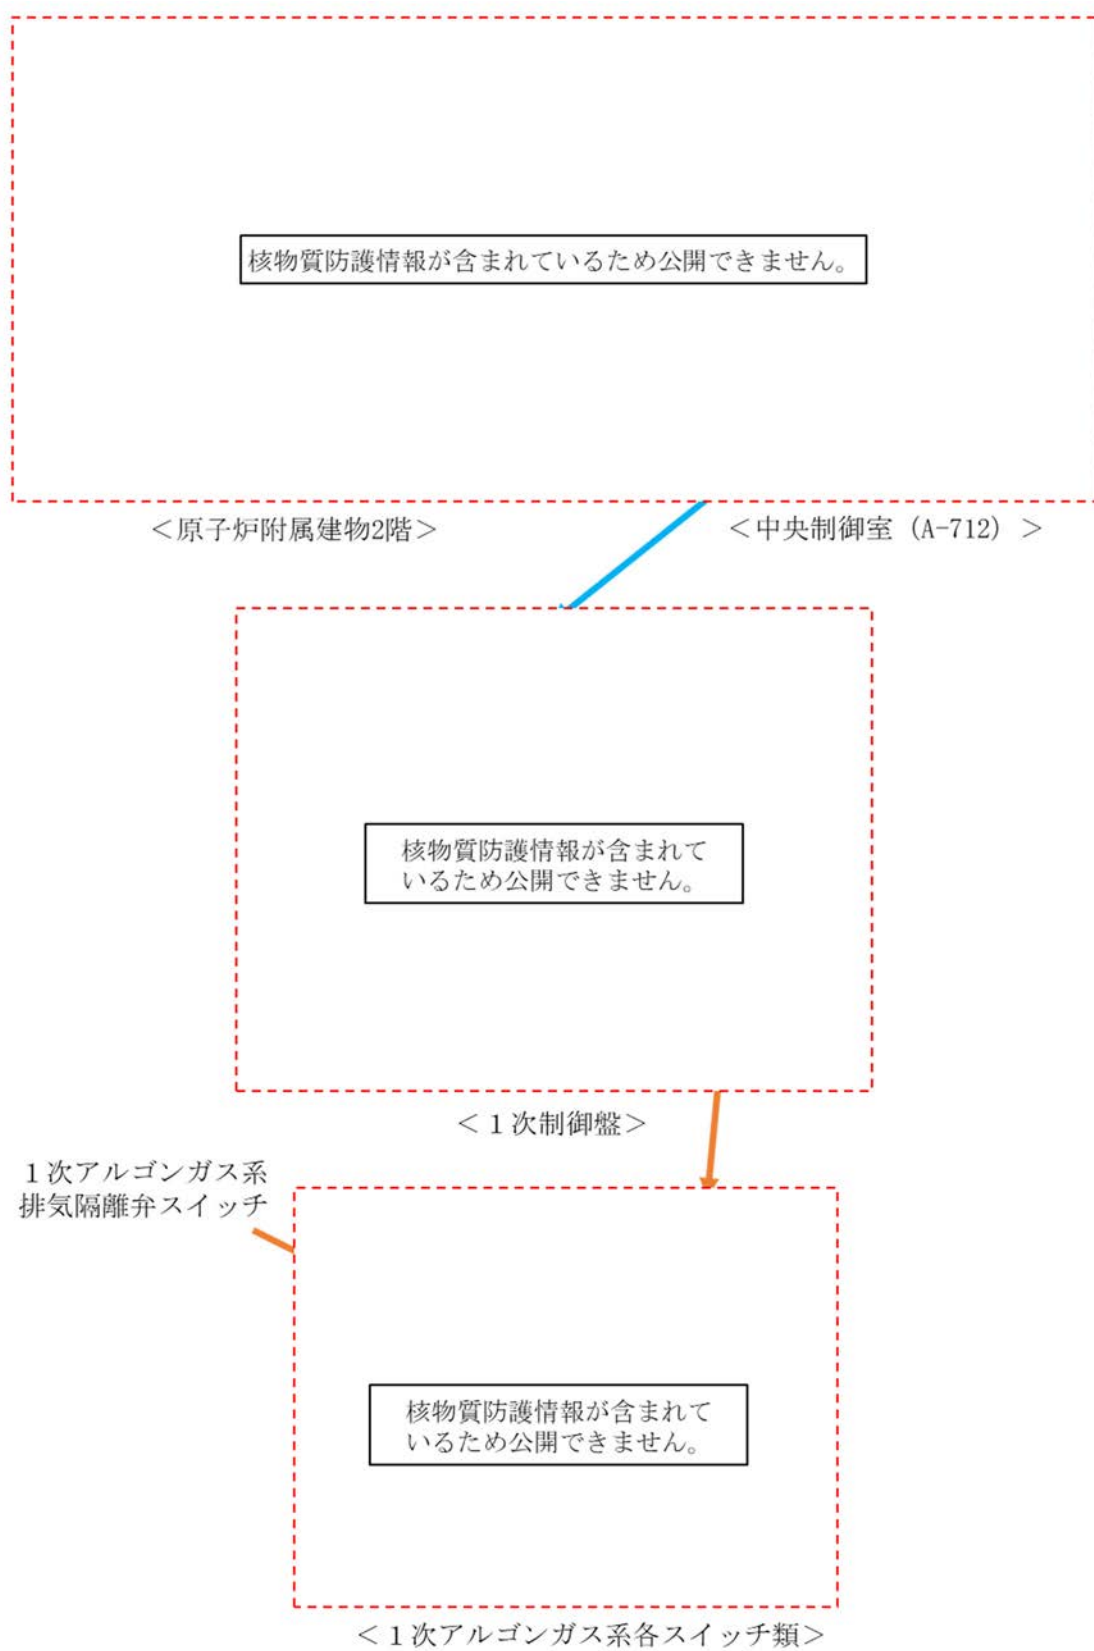 核物質防護情報が含まれているため公開できません。
＜原子炉附属建物2階＞
＜中央制御室（A-712）＞
核物質防護情報が含まれて
いるため公開できません。
＜１次制御盤＞
１次アルゴンガス系
排気隔離弁スイッチ
核物質防護情報が含まれて
いるため公開できません。
＜１次アルゴンガス系各スイッチ類＞